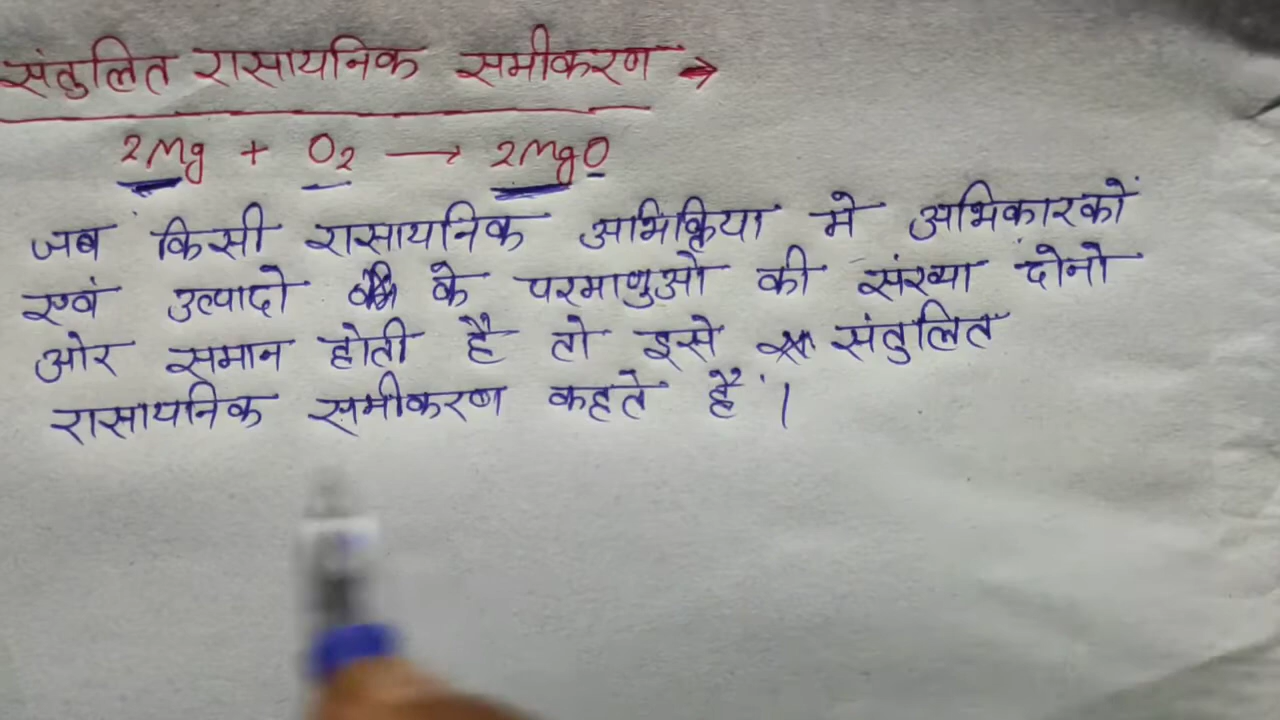 संतुलित रासायनिक समीकरण →
2Mg + O₂ → 2MgO
जब किसी रासायनिक अभिक्रिया मे अभिकारकों
एवं उत्पादो के परमाणुओ की संख्या दोनो
ओर समान होती है तो इसे संतुलित
रासायनिक समीकरण कहते हैं।